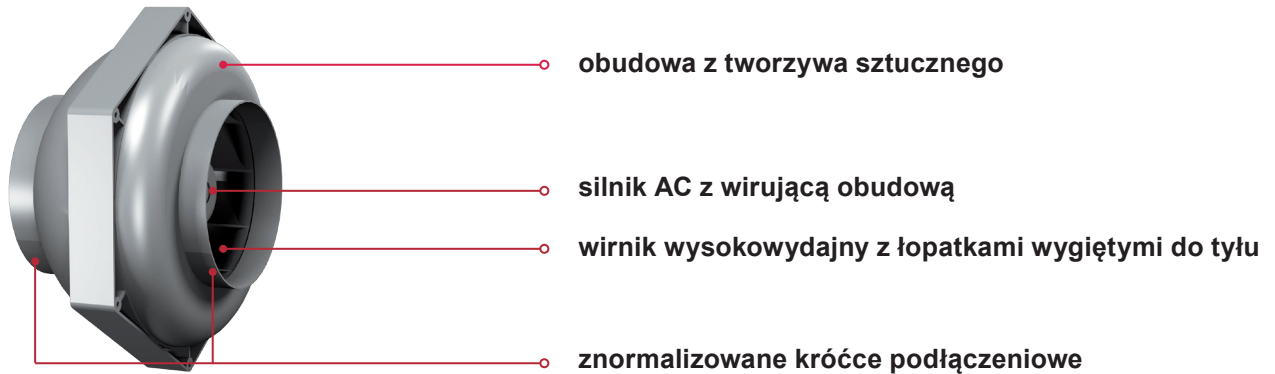 obudowa z tworzywa sztucznego
silnik AC z wirującą obudową
wirnik wysokowydajny z łopatkami wygiętymi do tyłu
znormalizowane króćce podłączeniowe